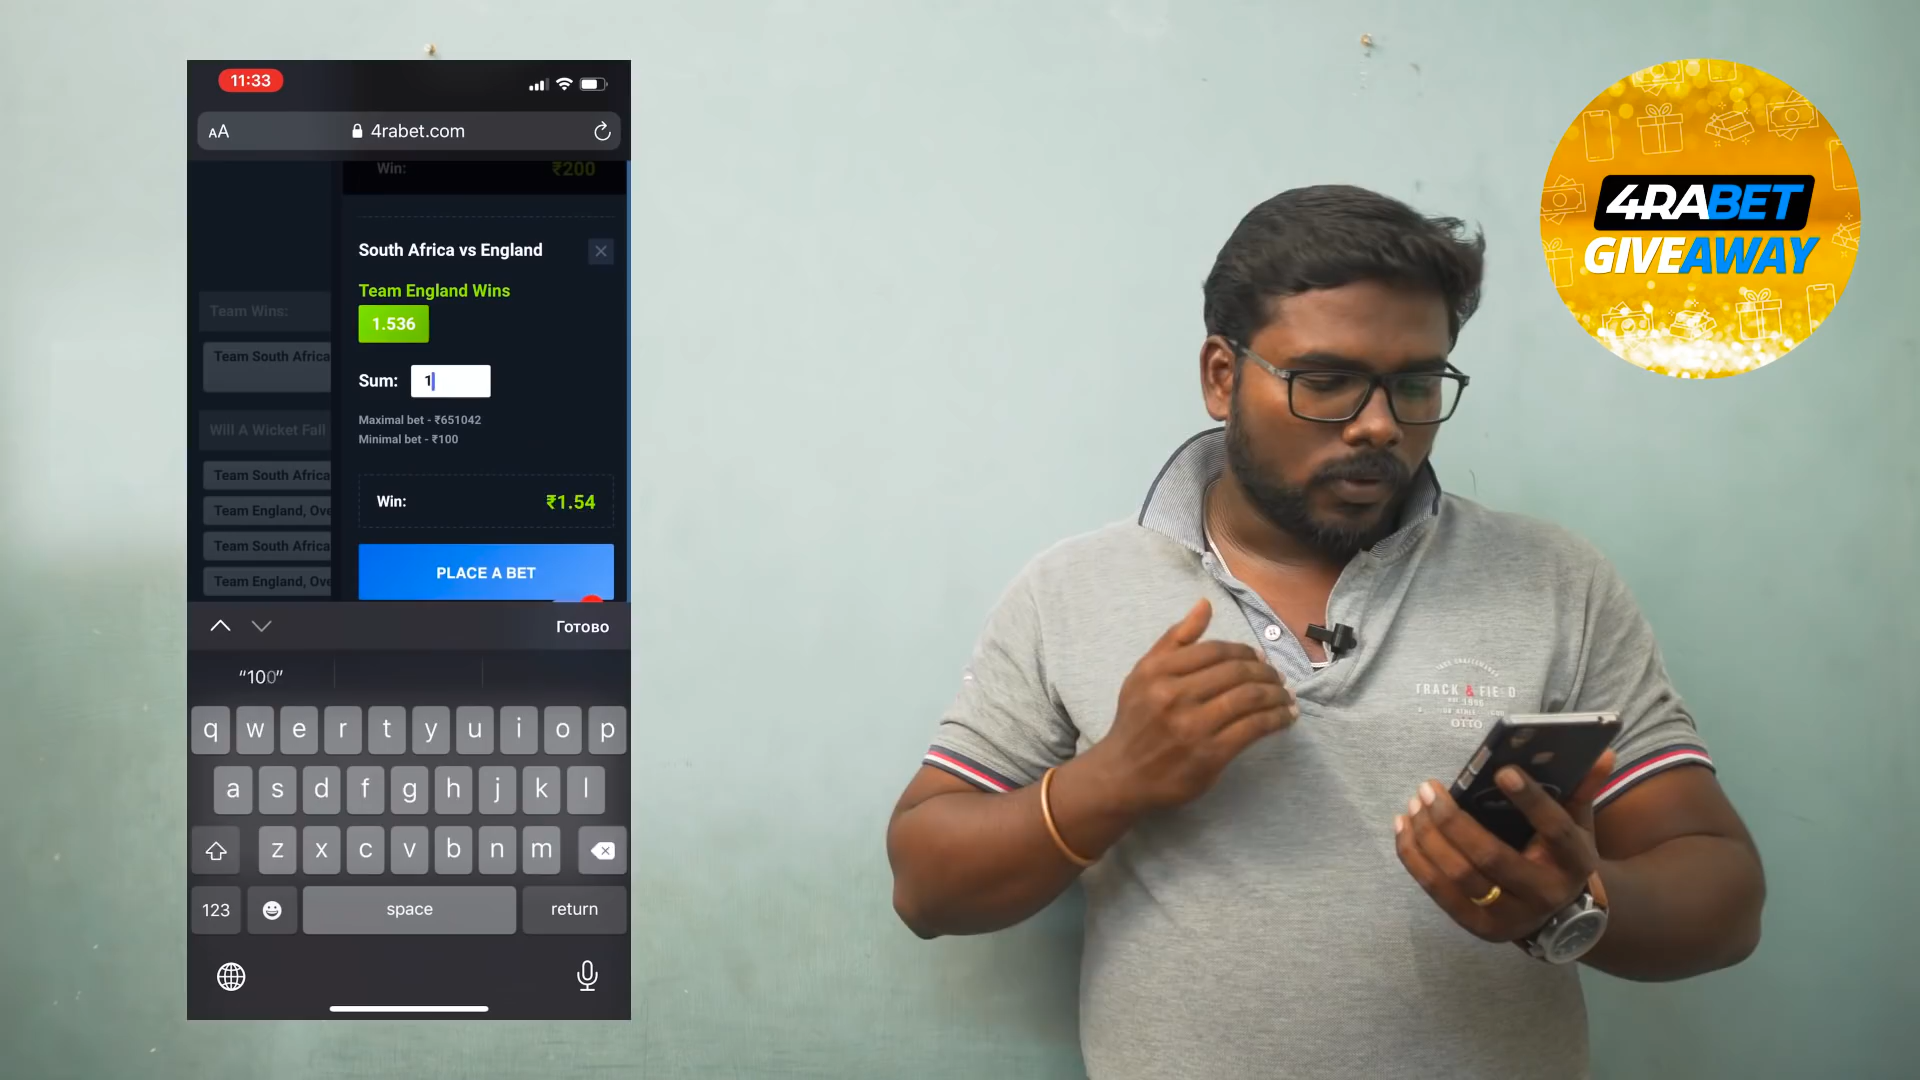 11:33
AA 4rabet.com
Win: ₹200
South Africa vs England
Team England Wins
1.536
Sum: 1
Maximal bet - ₹651042
Minimal bet - ₹100
Win: ₹1.54
PLACE A BET
Team Wins:
Team South Africa
Will A Wicket Fall
Team South Africa
Team England, Ove
Team South Africa
Team England, Ove
Готово
“100”
q w e r t y u i o p
a s d f g h j k l
z x c v b n m
123 space return
4RABET
GIVEAWAY
TRACK & FIELD
OTTO